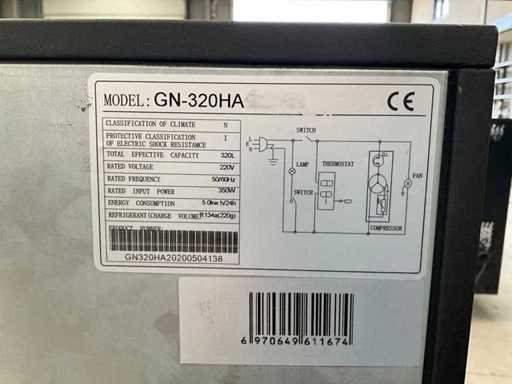 MODEL: GN-320HA
CE
CLASSIFICATION OF CLIMATE N
PROTECTIVE CLASSIFICATION OF ELECTRIC SHOCK RESISTANCE I
TOTAL EFFECTIVE CAPACITY 320L
RATED VOLTAGE 220V
RATED FREQUENCY 50/60Hz
RATED INPUT POWER 350W
ENERGY CONSUMPTION 5.0kw.h/24h
REFRIGERANT(CHARGE VOLUME) R134a(220g)
PRODUCT NUMBER:
GN320HA20200504138
SWITCH
L
E
N
LAMP
THERMOSTAT
FAN
SWITCH
COMPRESSOR
6 970649 611674